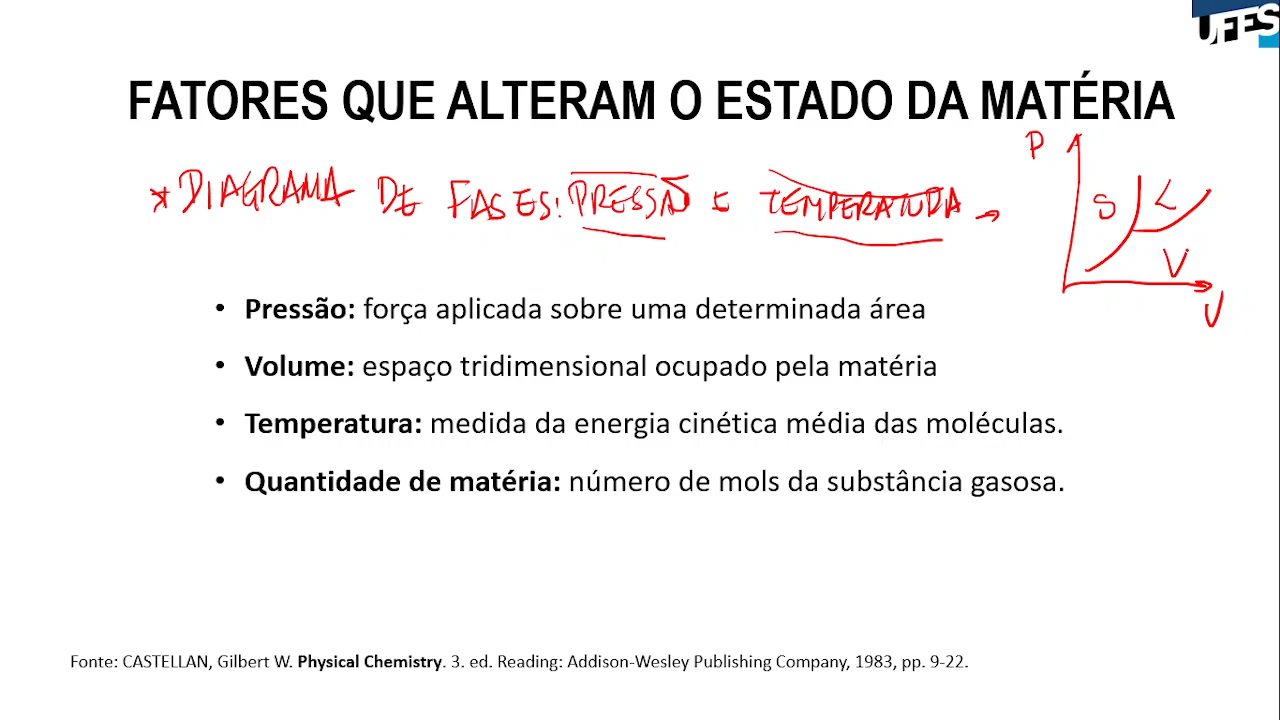 UFES
FATORES QUE ALTERAM O ESTADO DA MATÉRIA
P
* DIAGRAMA DE FASES: PRESSÃO E TEMPERATURA →
S L
V
V
• Pressão: força aplicada sobre uma determinada área
• Volume: espaço tridimensional ocupado pela matéria
• Temperatura: medida da energia cinética média das moléculas.
• Quantidade de matéria: número de mols da substância gasosa.
Fonte: CASTELLAN, Gilbert W. Physical Chemistry. 3. ed. Reading: Addison-Wesley Publishing Company, 1983, pp. 9-22.